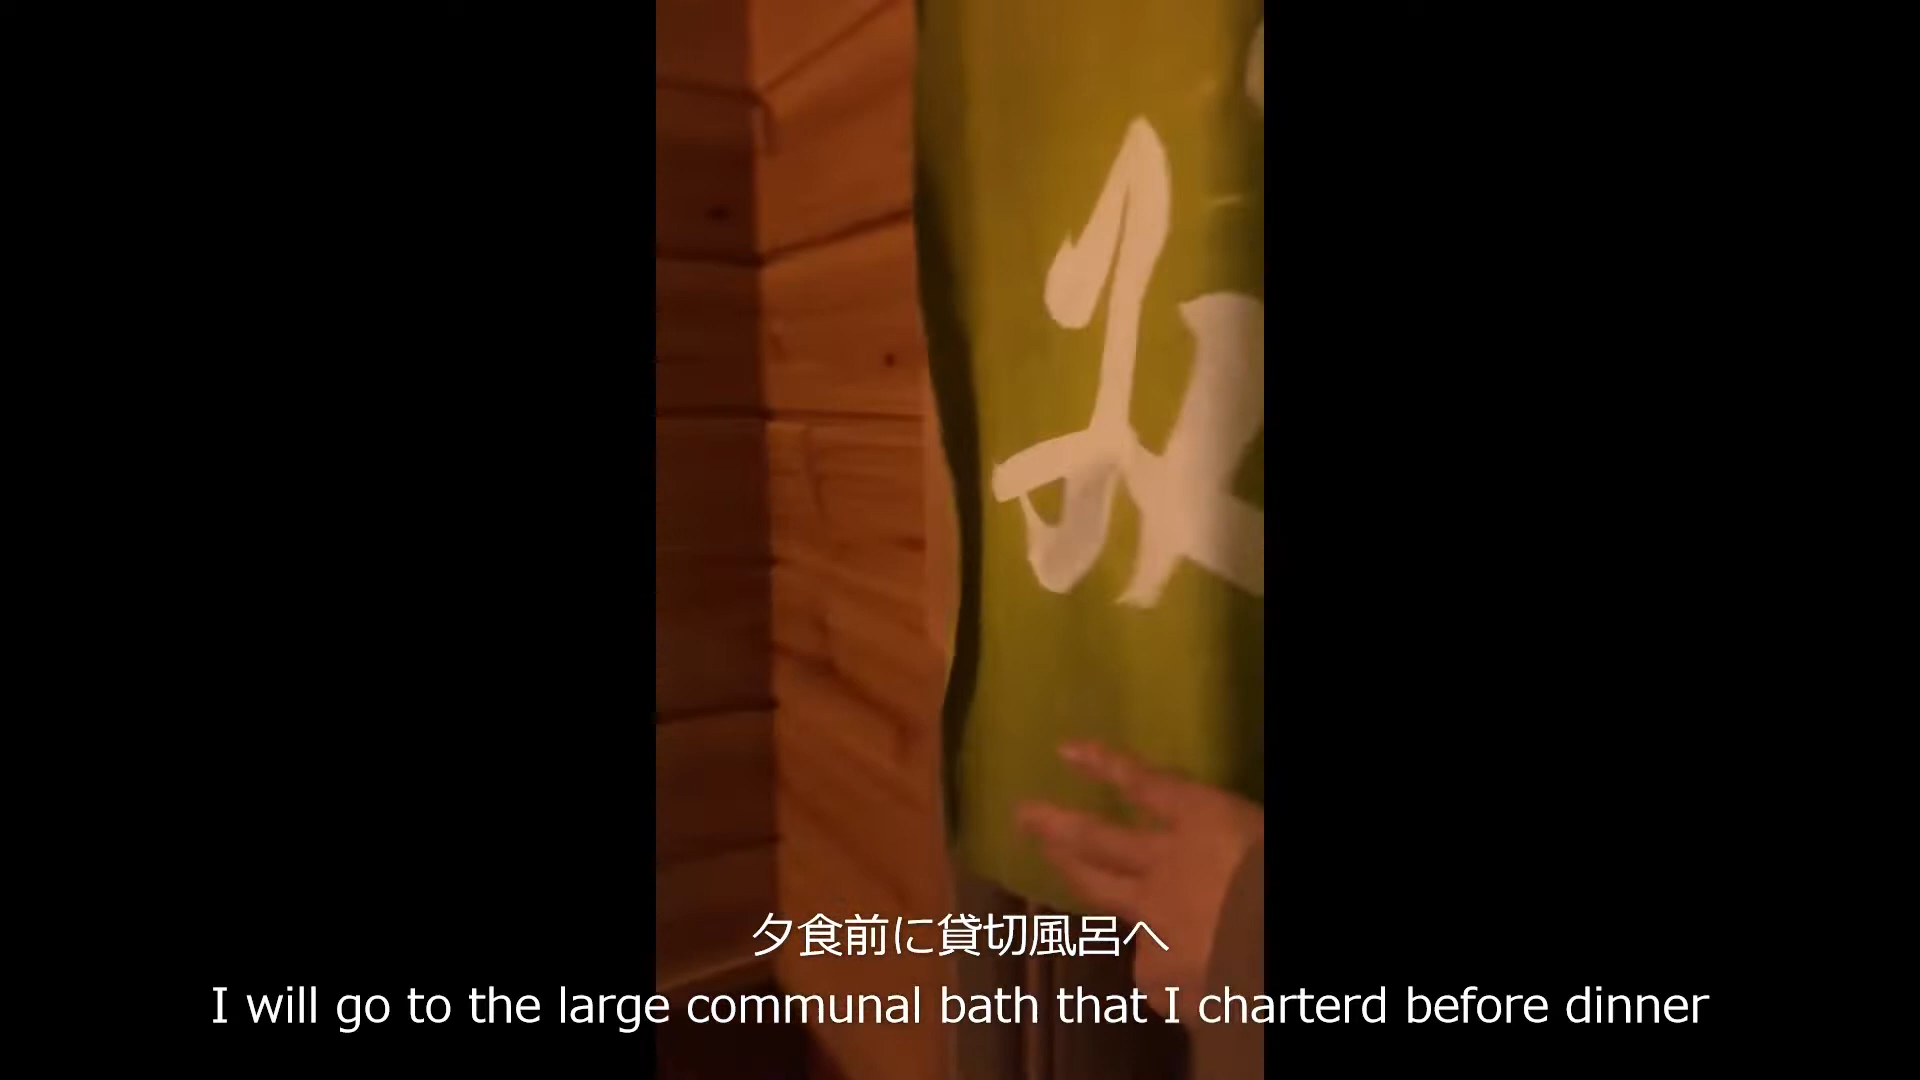 夕食前に貸切風呂へ
I will go to the large communal bath that I charterd before dinner